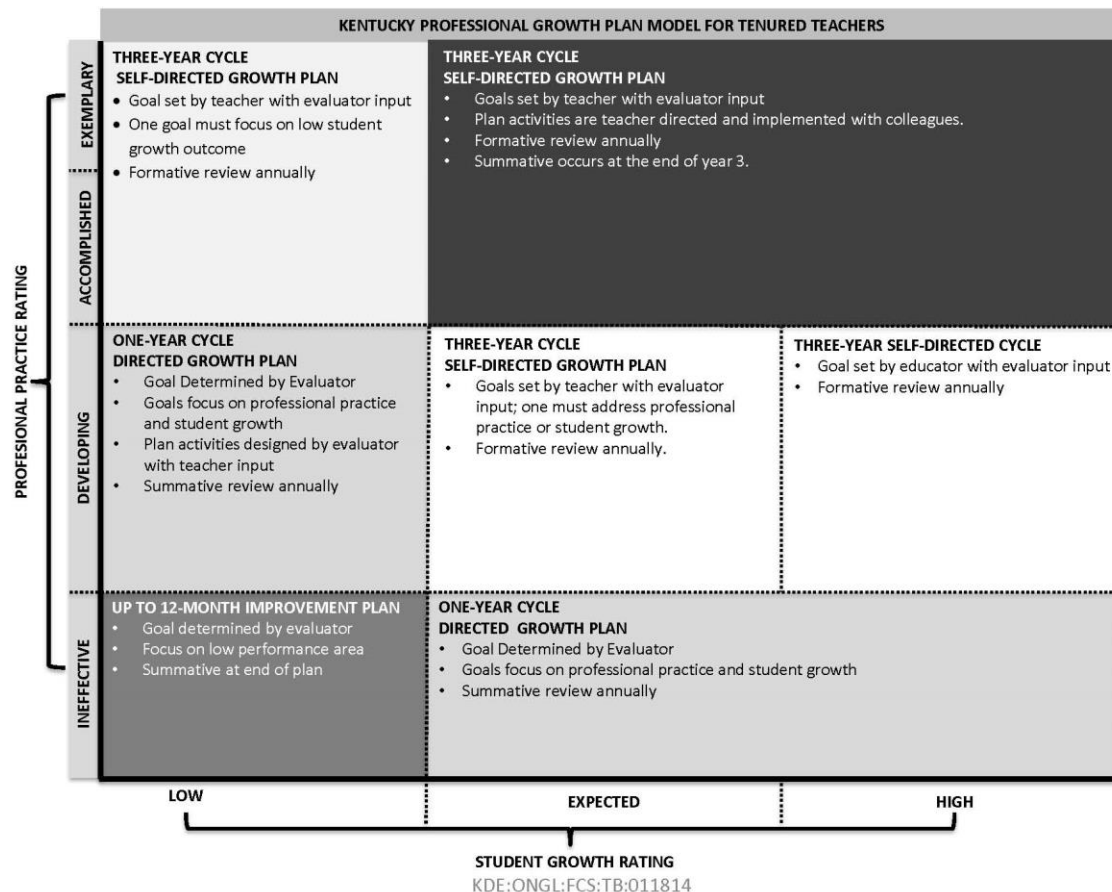 KENTUCKY PROFESSIONAL GROWTH PLAN MODEL FOR TENURED TEACHERS
PROFESIONAL PRACTICE RATING
EXEMPLARY
ACCOMPLISHED
THREE-YEAR CYCLE
SELF-DIRECTED GROWTH PLAN
• Goal set by teacher with evaluator input
• One goal must focus on low student
growth outcome
• Formative review annually
THREE-YEAR CYCLE
SELF-DIRECTED GROWTH PLAN
• Goals set by teacher with evaluator input
• Plan activities are teacher directed and implemented with colleagues.
• Formative review annually
• Summative occurs at the end of year 3.
DEVELOPING
ONE-YEAR CYCLE
DIRECTED GROWTH PLAN
• Goal Determined by Evaluator
• Goals focus on professional practice
and student growth
• Plan activities designed by evaluator
with teacher input
• Summative review annually
THREE-YEAR CYCLE
SELF-DIRECTED GROWTH PLAN
• Goals set by teacher with evaluator
input; one must address professional
practice or student growth.
• Formative review annually.
THREE-YEAR SELF-DIRECTED CYCLE
• Goal set by educator with evaluator input
• Formative review annually
INEFFECTIVE
UP TO 12-MONTH IMPROVEMENT PLAN
• Goal determined by evaluator
• Focus on low performance area
• Summative at end of plan
ONE-YEAR CYCLE
DIRECTED GROWTH PLAN
• Goal Determined by Evaluator
• Goals focus on professional practice and student growth
• Summative review annually
LOW
EXPECTED
HIGH
STUDENT GROWTH RATING
KDE:ONGL:FCS:TB:011814